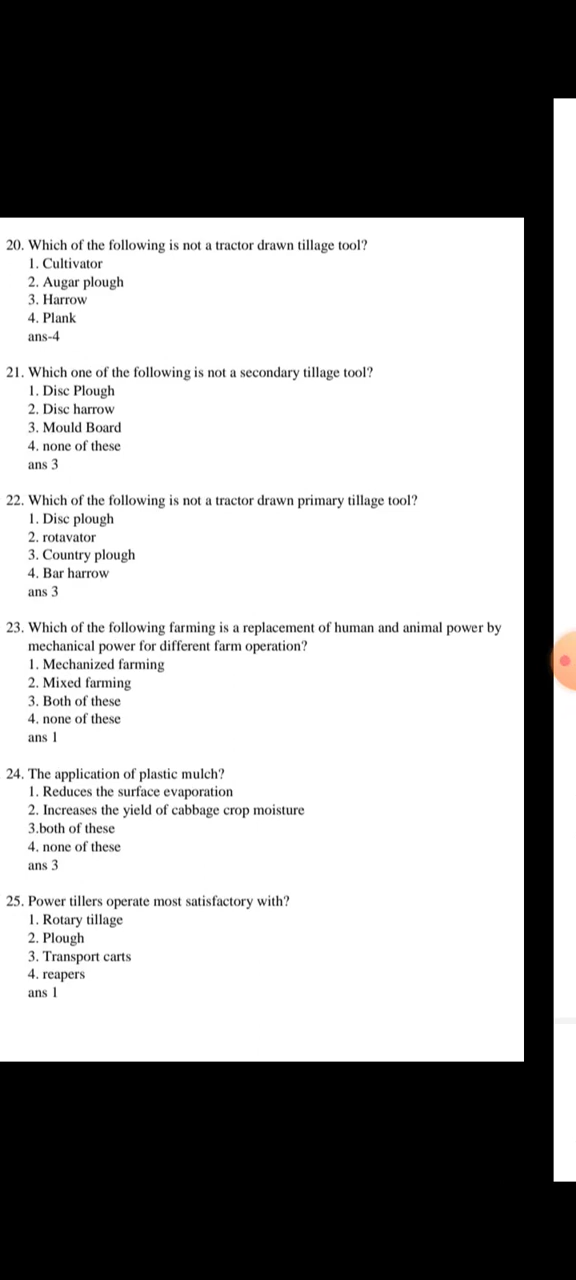 20. Which of the following is not a tractor drawn tillage tool?
1. Cultivator
2. Augar plough
3. Harrow
4. Plank
ans-4
21. Which one of the following is not a secondary tillage tool?
1. Disc Plough
2. Disc harrow
3. Mould Board
4. none of these
ans 3
22. Which of the following is not a tractor drawn primary tillage tool?
1. Disc plough
2. rotavator
3. Country plough
4. Bar harrow
ans 3
23. Which of the following farming is a replacement of human and animal power by
mechanical power for different farm operation?
1. Mechanized farming
2. Mixed farming
3. Both of these
4. none of these
ans 1
24. The application of plastic mulch?
1. Reduces the surface evaporation
2. Increases the yield of cabbage crop moisture
3.both of these
4. none of these
ans 3
25. Power tillers operate most satisfactory with?
1. Rotary tillage
2. Plough
3. Transport carts
4. reapers
ans 1